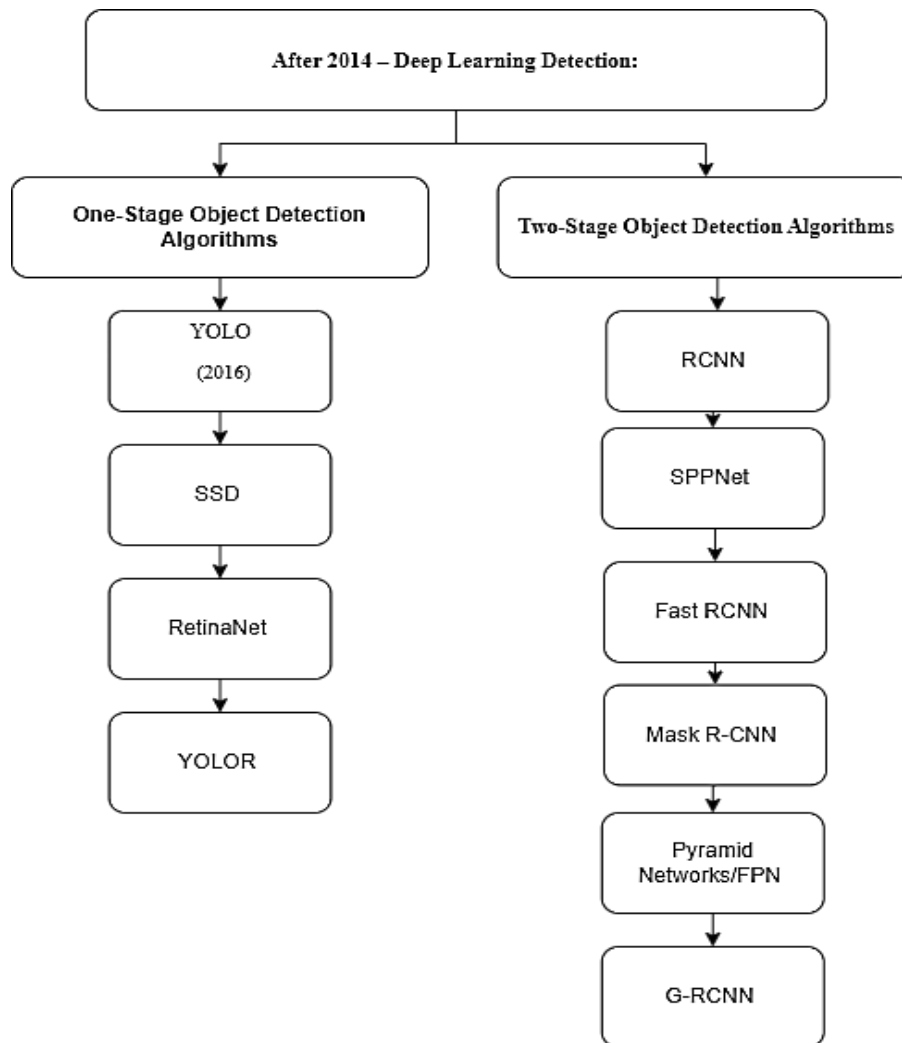 After 2014 – Deep Learning Detection:
One-Stage Object Detection
Algorithms
YOLO
(2016)
SSD
RetinaNet
YOLOR
Two-Stage Object Detection Algorithms
RCNN
SPPNet
Fast RCNN
Mask R-CNN
Pyramid
Networks/FPN
G-RCNN